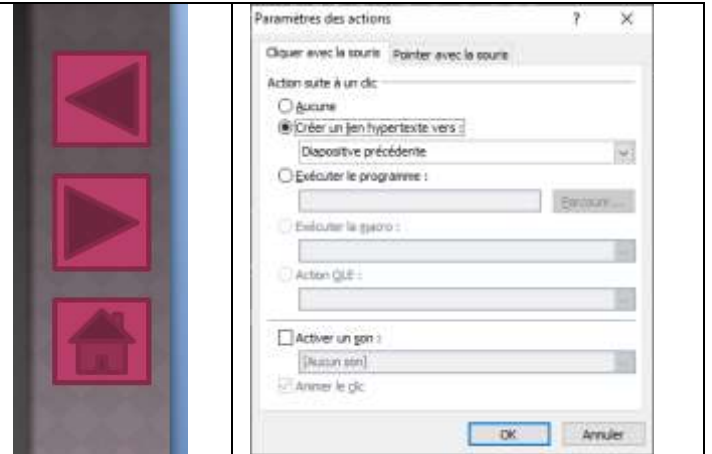 Paramètres des actions
?
Cliquer avec la souris Pointer avec la souris
Action suite à un clic
Aucune
Créer un lien hypertexte vers :
Diapositive précédente
Exécuter le programme :
Parcourir...
Exécuter la macro :
Action OLE :
Activer un son :
[Aucun son]
Animer le clic
OK Annuler